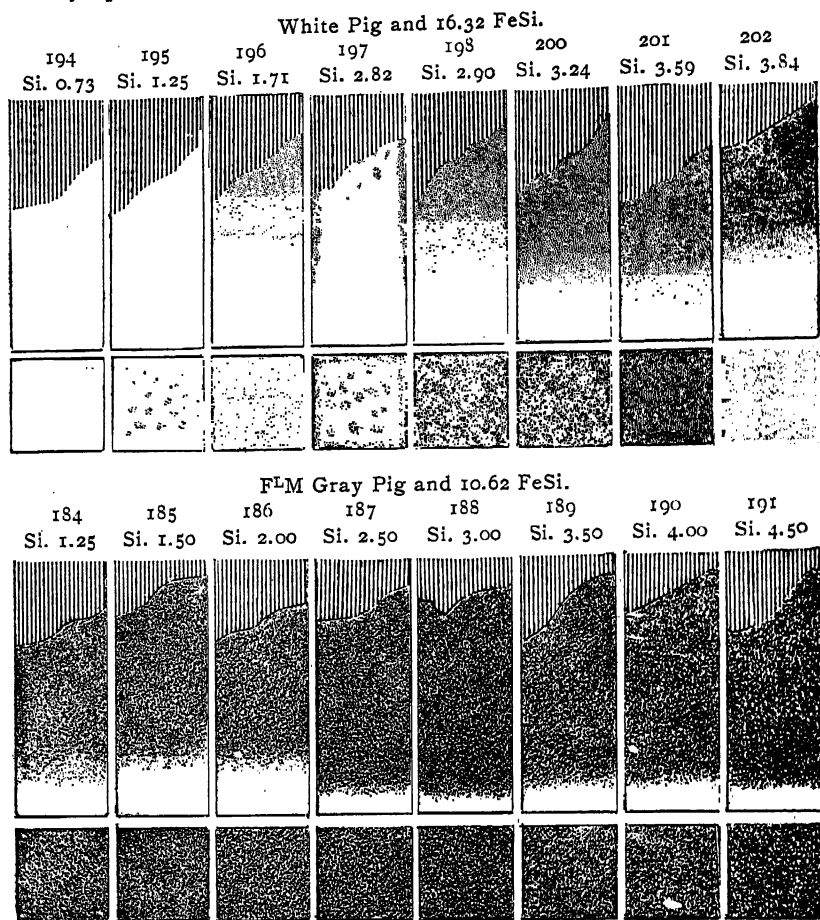 White Pig and 16.32 FeSi.
194 195 196 197 198 200 201 202
Si. 0.73 Si. 1.25 Si. 1.71 Si. 2.82 Si. 2.90 Si. 3.24 Si. 3.59 Si. 3.84
FLM Gray Pig and 10.62 FeSi.
184 185 186 187 188 189 190 191
Si. 1.25 Si. 1.50 Si. 2.00 Si. 2.50 Si. 3.00 Si. 3.50 Si. 4.00 Si. 4.50